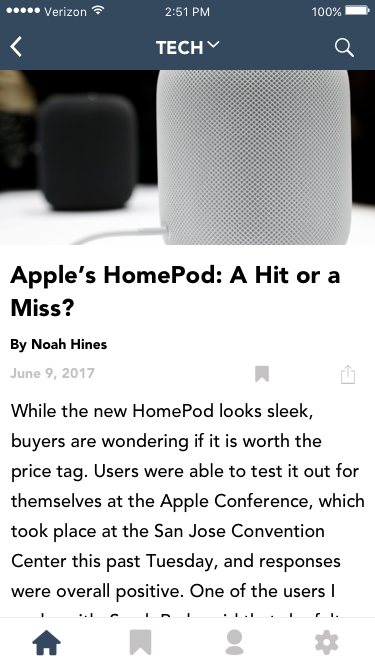 Verizon 2:51 PM 100%
TECH
Apple’s HomePod: A Hit or a
Miss?
By Noah Hines
June 9, 2017
While the new HomePod looks sleek,
buyers are wondering if it is worth the
price tag. Users were able to test it out for
themselves at the Apple Conference, which
took place at the San Jose Convention
Center this past Tuesday, and responses
were overall positive. One of the users I